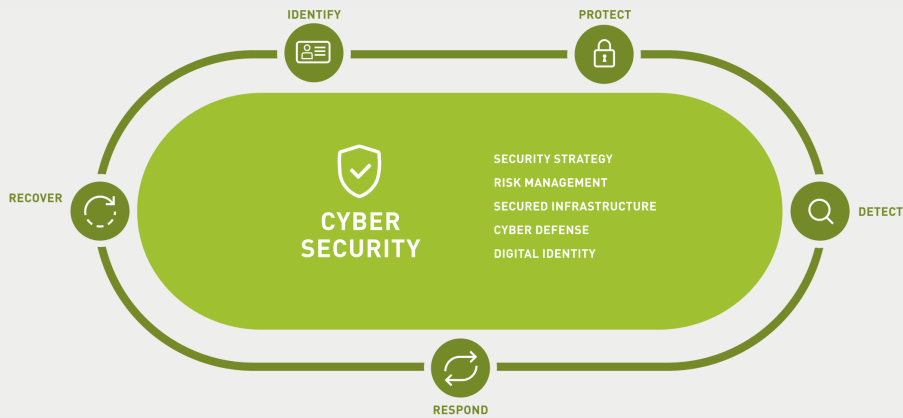 IDENTIFY
PROTECT
RECOVER
DETECT
CYBER
SECURITY
SECURITY STRATEGY
RISK MANAGEMENT
SECURED INFRASTRUCTURE
CYBER DEFENSE
DIGITAL IDENTITY
RESPOND